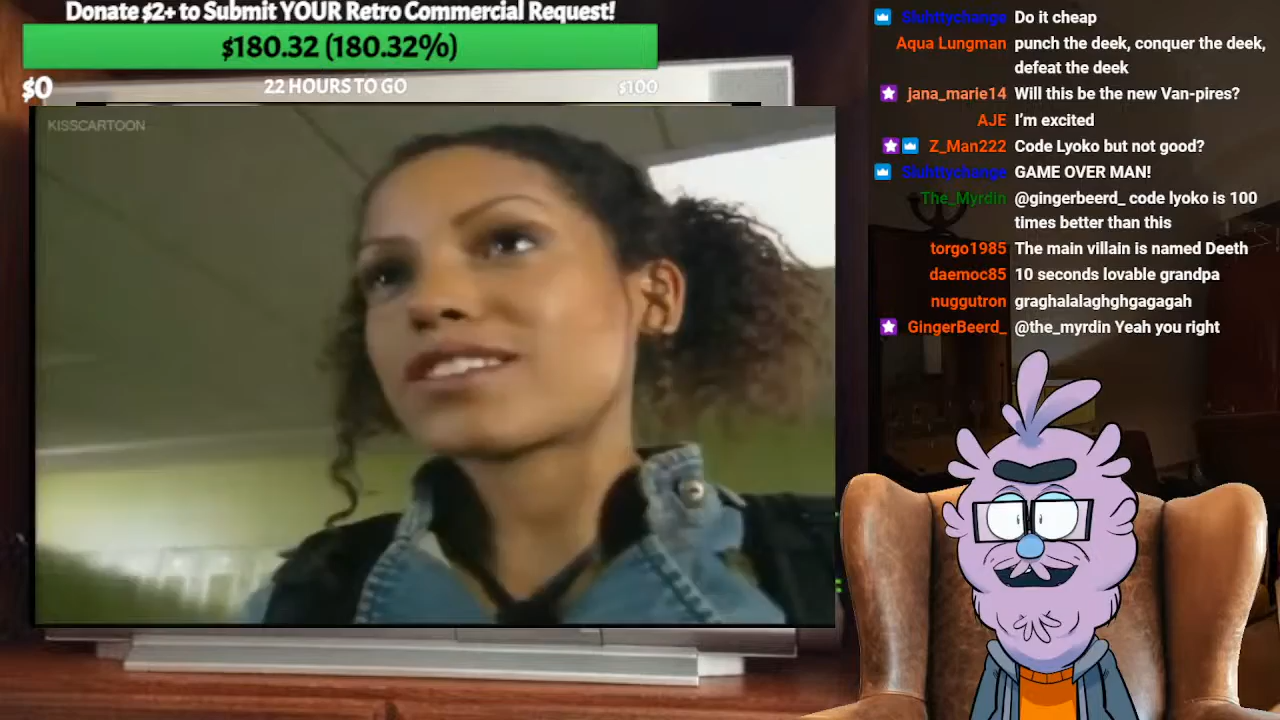 Donate $2+ to Submit YOUR Retro Commercial Request!
$180.32 (180.32%)
$0
22 HOURS TO GO
$100
KISSCARTOON
Sluhttychange Do it cheap
Aqua Lungman punch the deek, conquer the deek,
defeat the deek
jana_marie14 Will this be the new Van-pires?
AJE I'm excited
Z_Man222 Code Lyoko but not good?
Sluhttychange GAME OVER MAN!
The_Myrdin @gingerbeerd_ code lyoko is 100
times better than this
torgo1985 The main villain is named Deeth
daemoc85 10 seconds lovable grandpa
nuggutron graghalalaghghgagagah
GingerBeerd_ @the_myrdin Yeah you right